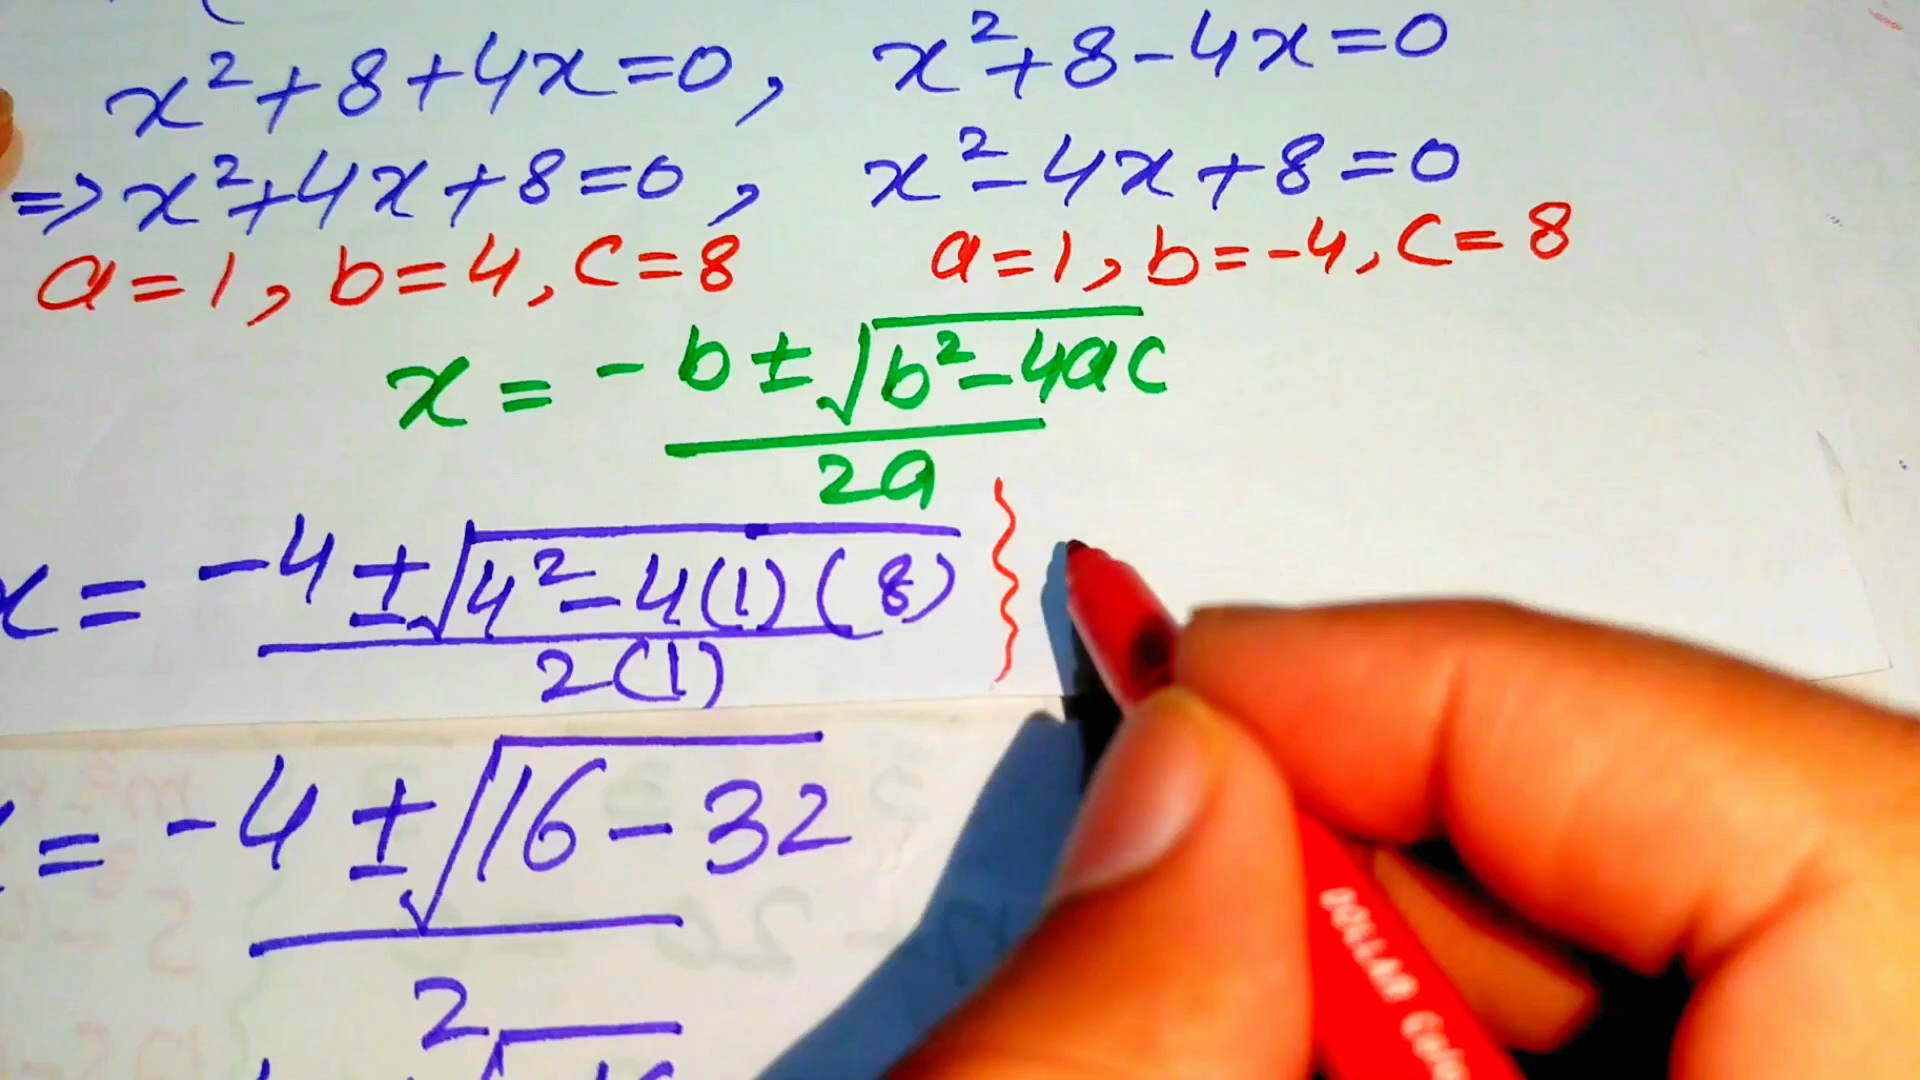 x²+8+4x=0, x²+8-4x=0
⇒x²+4x+8=0, x²-4x+8=0
a=1, b=4, c=8 a=1, b=-4, c=8
x = -b±√b²-4ac
2a
x = -4±√4²-4(1)(8)
2(1)
= -4±√16-32
2
DOLLAR